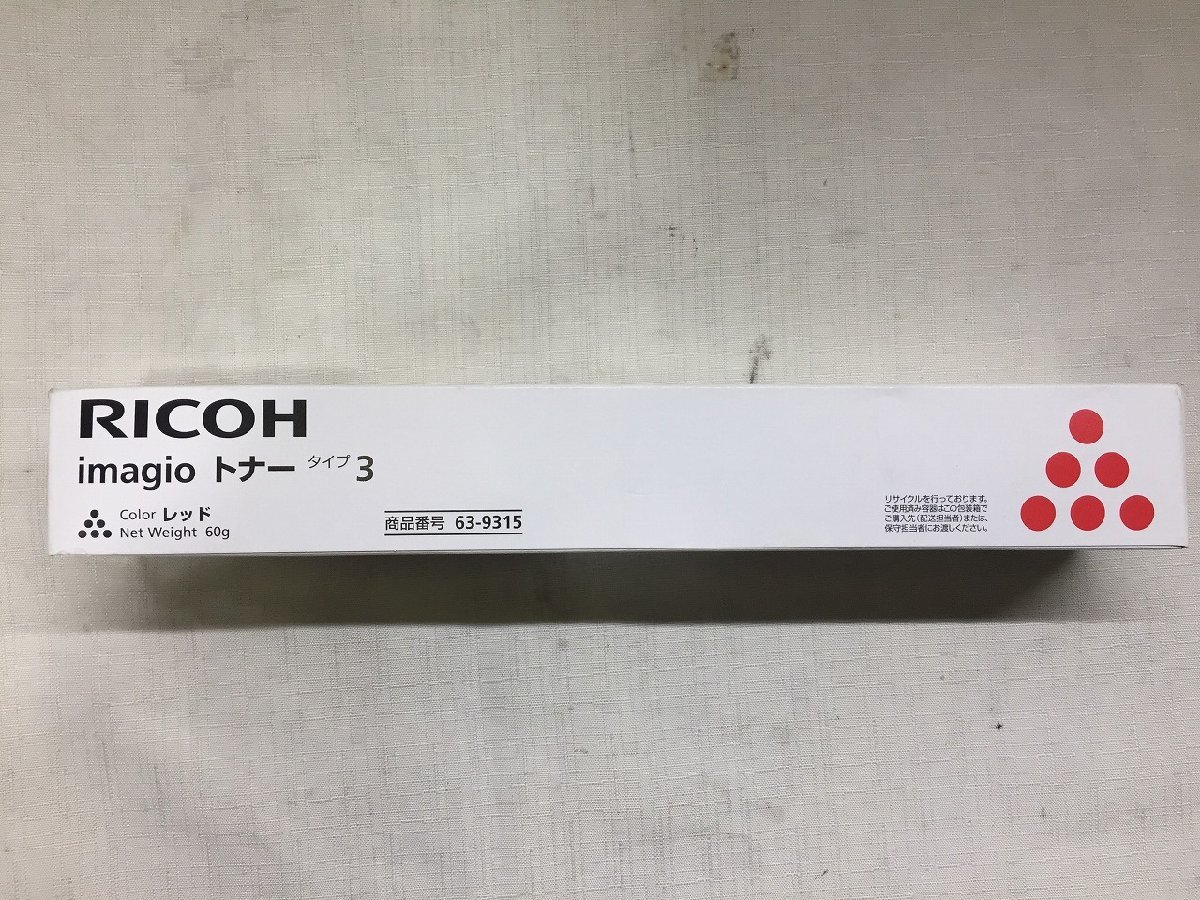 RICOH
imagio トナー タイプ 3
Color レッド
Net Weight 60g
商品番号 63-9315
リサイクルを行っております。
ご使用済み容器はこの包装箱で
ご購入先（配送担当者）または、
保守担当者にお渡しください。